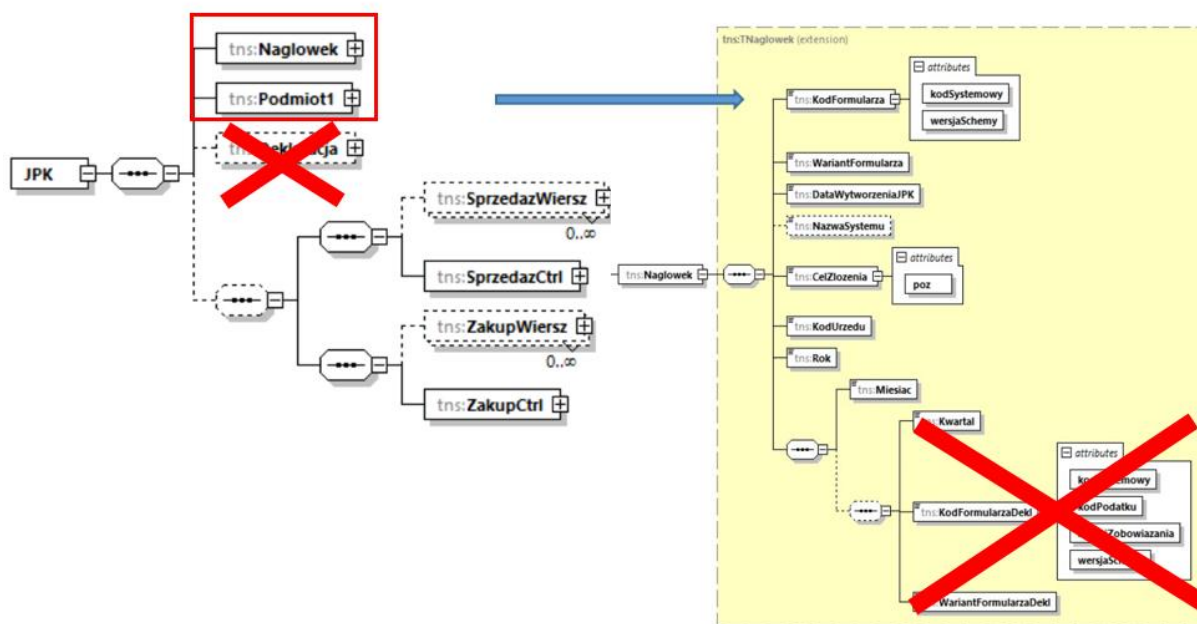 tns:Naglowek
tns:Podmiot1
tns:
JPK
tns:SprzedazWiersz
0..∞
tns:SprzedazCtrl
tns:ZakupWiersz
0..∞
tns:ZakupCtrl
tns:TNaglowek (extension)
attributes
tns:KodFormularza
kodSystemowy
wersjaSchemy
tns:WariantFormularza
tns:DataWytworzeniaJPK
tns:NazwaSystemu
attributes
tns:Naglowek
tns:CelZlozenia
poz
tns:KodUrzedu
tns:Rok
tns:Miesiac
tns:Kwartal
attributes
tns:KodFormularzaDekl
kodPodatku
WariantFormularzaDekl